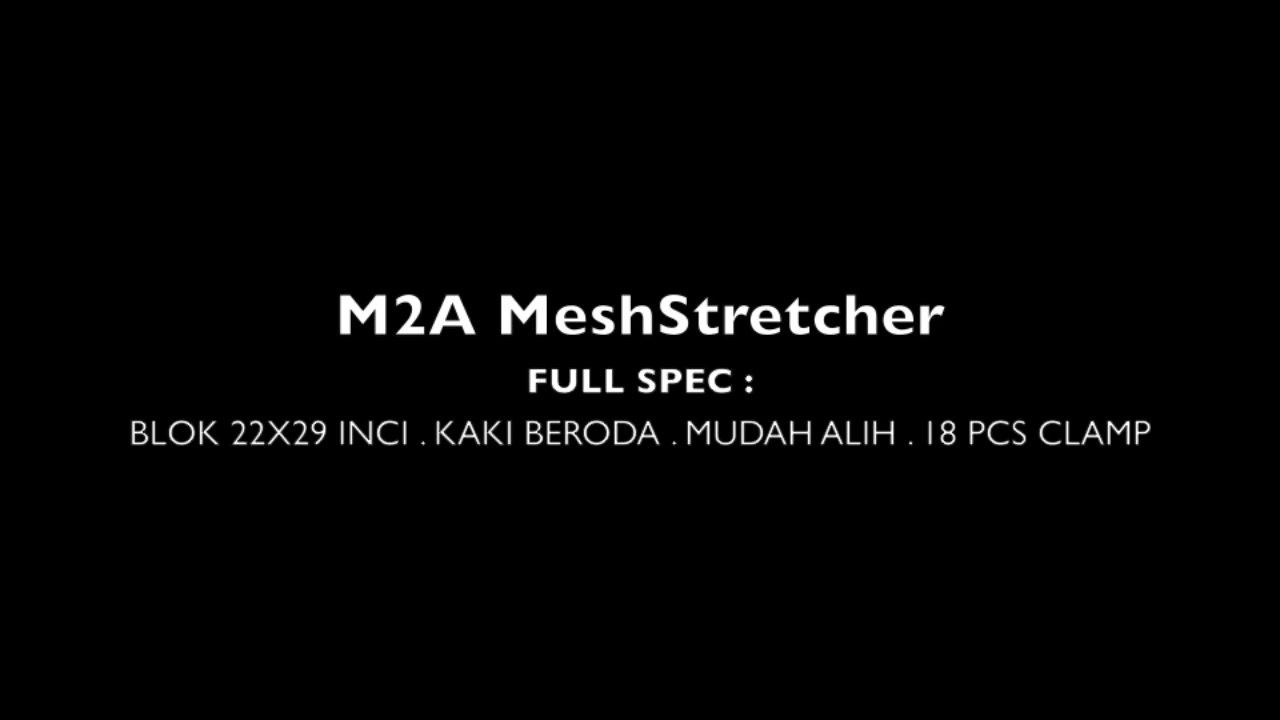 M2A MeshStretcher
FULL SPEC :
BLOK 22X29 INCI . KAKI BERODA . MUDAH ALIH . 18 PCS CLAMP